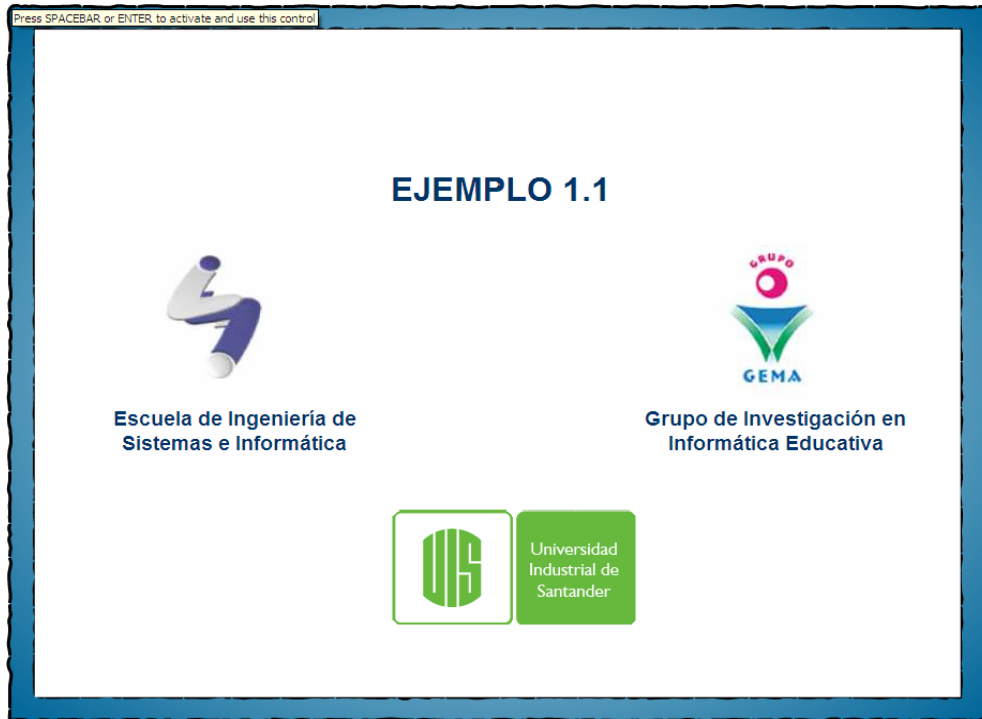 Press SPACEBAR or ENTER to activate and use this control
EJEMPLO 1.1
GRUPO
GEMA
Escuela de Ingeniería de
Sistemas e Informática
Grupo de Investigación en
Informática Educativa
UIS
Universidad
Industrial de
Santander